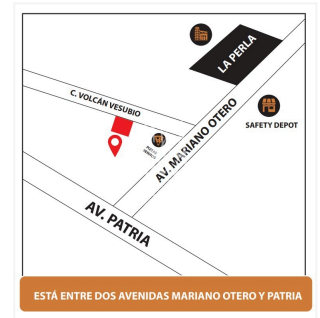 LA PERLA
C. VOLCÁN VESUBIO
AV. MARIANO OTERO
SAFETY DEPOT
AV. PATRIA
ESTÁ ENTRE DOS AVENIDAS MARIANO OTERO Y PATRIA